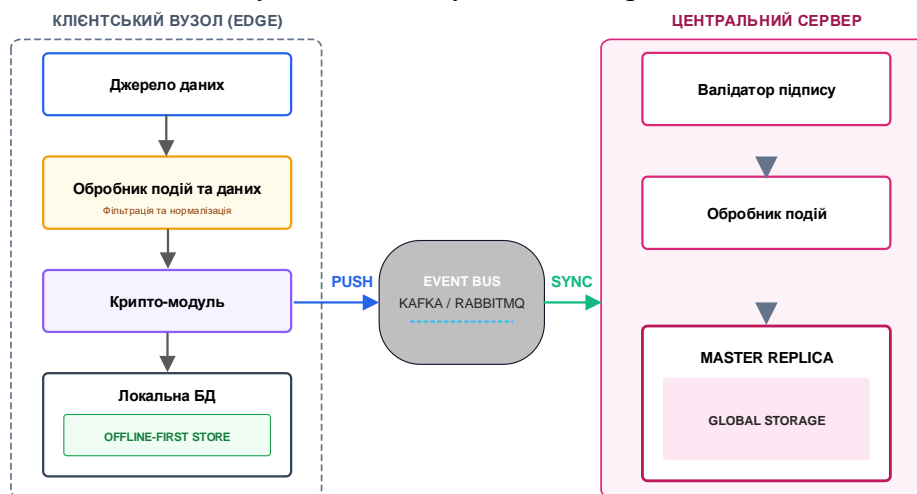 КЛІЄНТСЬКИЙ ВУЗОЛ (EDGE)
Джерело даних
Обробник подій та даних
Фільтрація та нормалізація
Крипто-модуль
Локальна БД
OFFLINE-FIRST STORE
PUSH
EVENT BUS
KAFKA / RABBITMQ
SYNC
ЦЕНТРАЛЬНИЙ СЕРВЕР
Валідатор підпису
Обробник подій
MASTER REPLICA
GLOBAL STORAGE